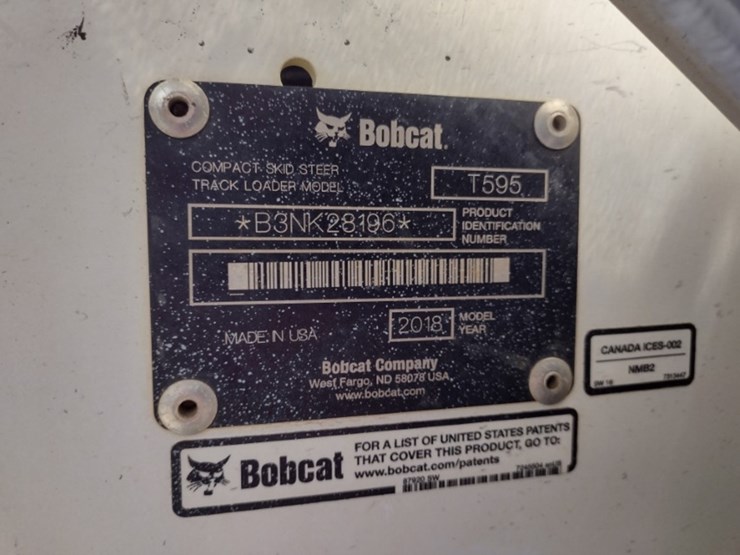 Bobcat.
COMPACT SKID STEER
TRACK LOADER MODEL
T595
*B3NK28196*
PRODUCT
IDENTIFICATION
NUMBER
MADE IN USA
2018
MODEL
YEAR
Bobcat Company
West Fargo, ND 58078 USA
www.bobcat.com
CANADA ICES-002
NMB2
Bobcat
FOR A LIST OF UNITED STATES PATENTS
THAT COVER THIS PRODUCT, GO TO:
www.bobcat.com/patents